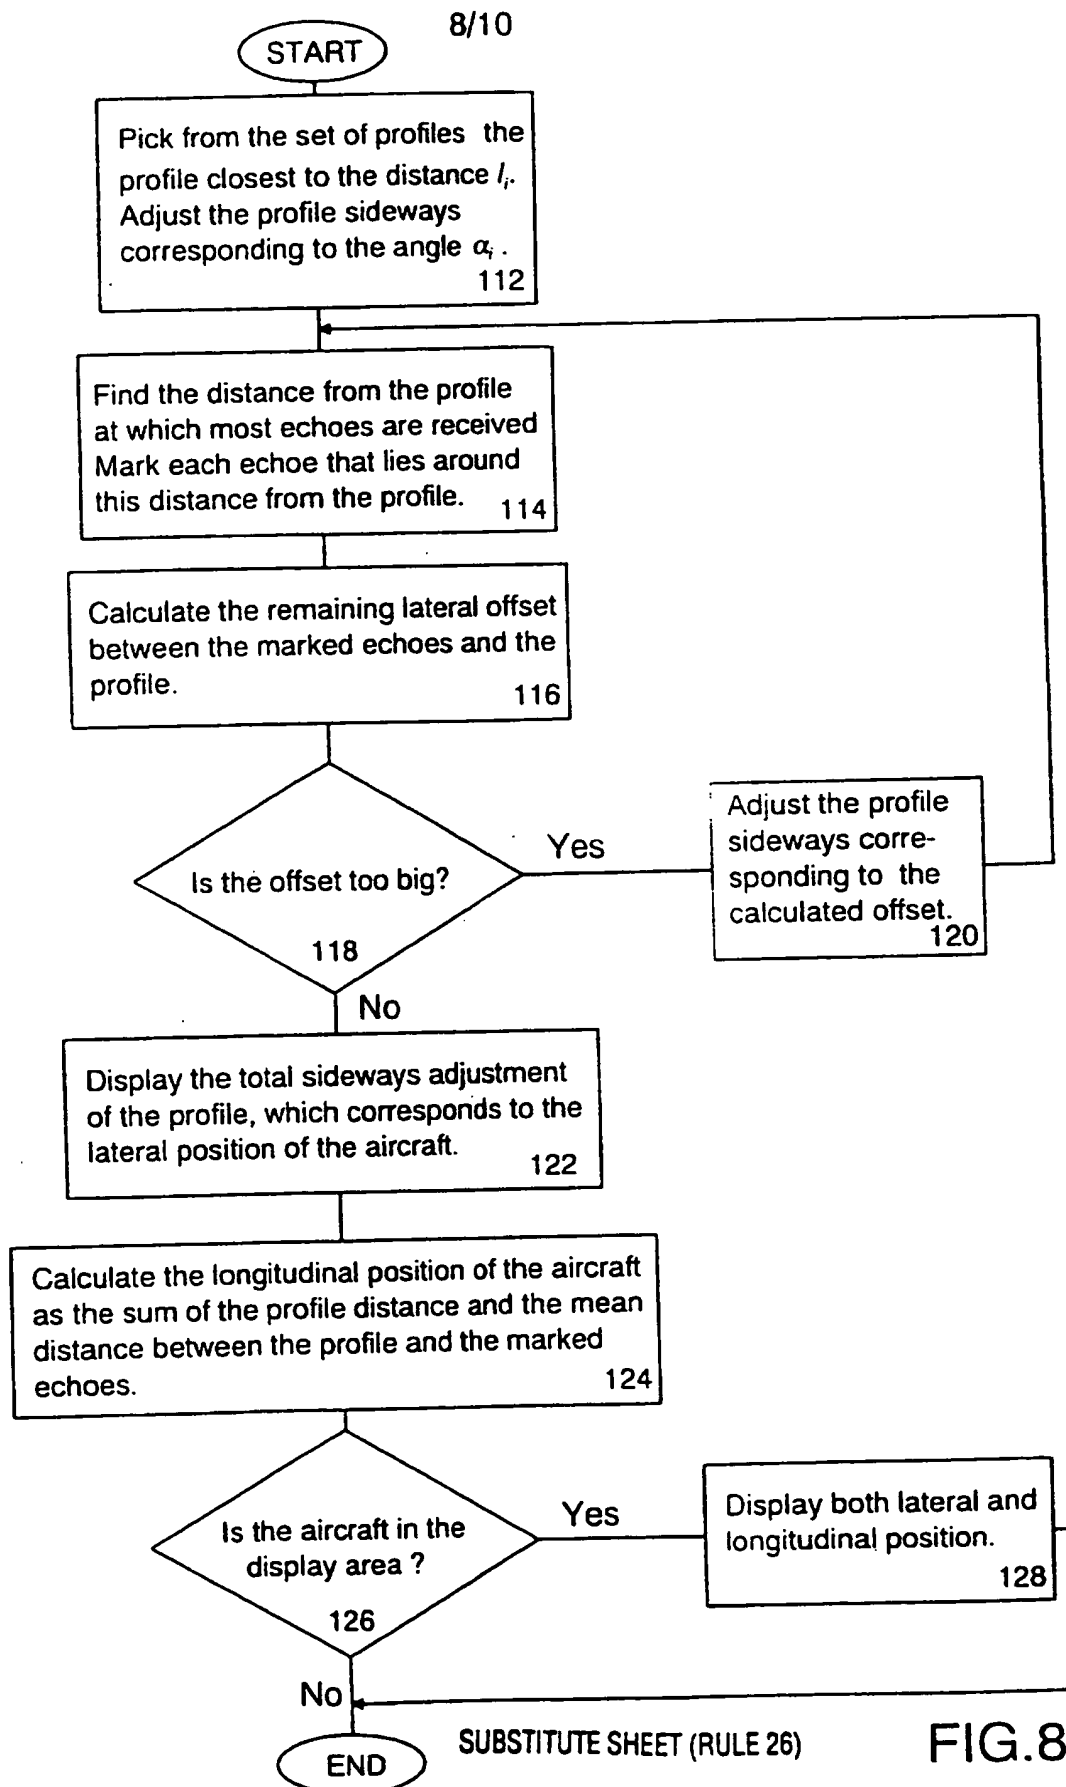 8/10
START
Pick from the set of profiles the
profile closest to the distance lᵢ.
Adjust the profile sideways
corresponding to the angle αᵢ.
112
Find the distance from the profile
at which most echoes are received
Mark each echoe that lies around
this distance from the profile.
114
Calculate the remaining lateral offset
between the marked echoes and the
profile.
116
Is the offset too big?
118
Yes
Adjust the profile
sideways corre-
sponding to the
calculated offset.
120
No
Display the total sideways adjustment
of the profile, which corresponds to the
lateral position of the aircraft.
122
Calculate the longitudinal position of the aircraft
as the sum of the profile distance and the mean
distance between the profile and the marked
echoes.
124
Is the aircraft in the
display area ?
126
Yes
Display both lateral and
longitudinal position.
128
No
END
SUBSTITUTE SHEET (RULE 26)
FIG.8